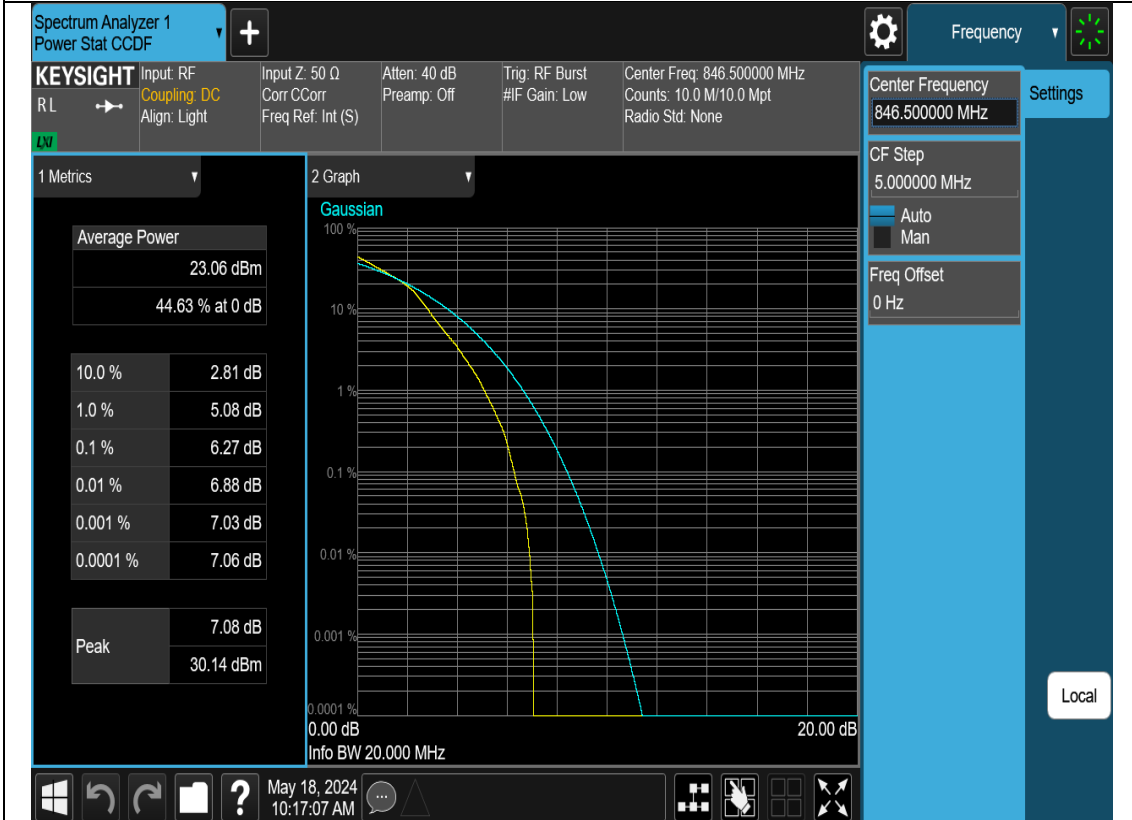 Spectrum Analyzer 1
Power Stat CCDF
+
Frequency
KEYSIGHT
RL
LXI
Input: RF
Coupling: DC
Align: Light
Input Z: 50 Ω
Corr CCorr
Freq Ref: Int (S)
Atten: 40 dB
Preamp: Off
Trig: RF Burst
#IF Gain: Low
Center Freq: 846.500000 MHz
Counts: 10.0 M/10.0 Mpt
Radio Std: None
Center Frequency
846.500000 MHz
Settings
CF Step
5.000000 MHz
Auto
Man
Freq Offset
0 Hz
1 Metrics
Average Power
23.06 dBm
44.63 % at 0 dB
10.0 % 2.81 dB
1.0 % 5.08 dB
0.1 % 6.27 dB
0.01 % 6.88 dB
0.001 % 7.03 dB
0.0001 % 7.06 dB
Peak 7.08 dB
30.14 dBm
2 Graph
Gaussian
100 %
10 %
1 %
0.1 %
0.01 %
0.001 %
0.0001 %
0.00 dB 20.00 dB
Info BW 20.000 MHz
Local
?
May 18, 2024
10:17:07 AM